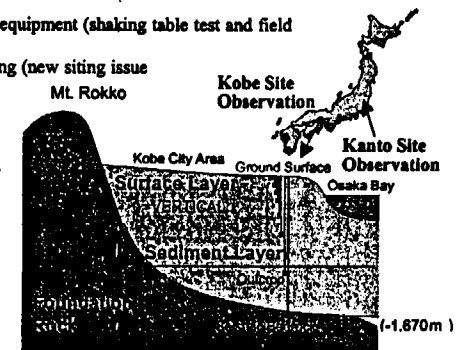 equipment (shaking table test and field
ng (new siting issue
Mt. Rokko
Kobe Site
Observation
Kanto Site
Observation
Kobe City Area
Ground Surface
Osaka Bay
Surface Layer
VERTICALLY
Sediment Layer
Foundation
Rock
(-1,670m )